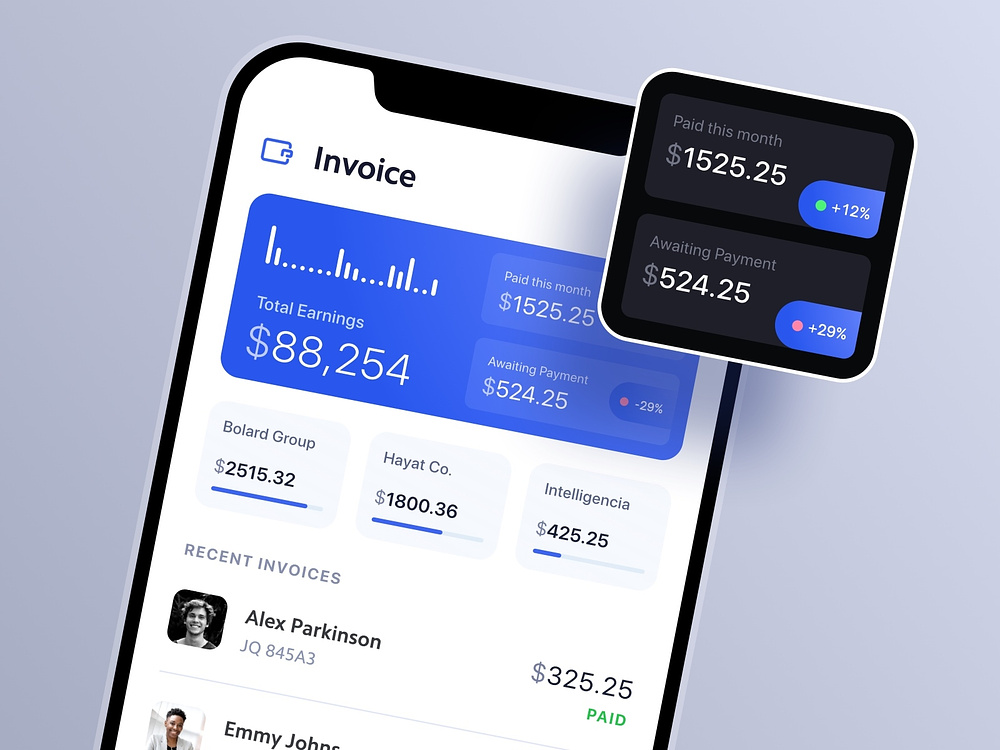 Invoice
Total Earnings
$88,254
Paid this month
$1525.25
Awaiting Payment
$524.25
-29%
Paid this month
$1525.25
+12%
Awaiting Payment
$524.25
+29%
Bolard Group
$2515.32
Hayat Co.
$1800.36
Intelligencia
$425.25
RECENT INVOICES
Alex Parkinson
JQ 845A3
$325.25
PAID
Emmy Johns